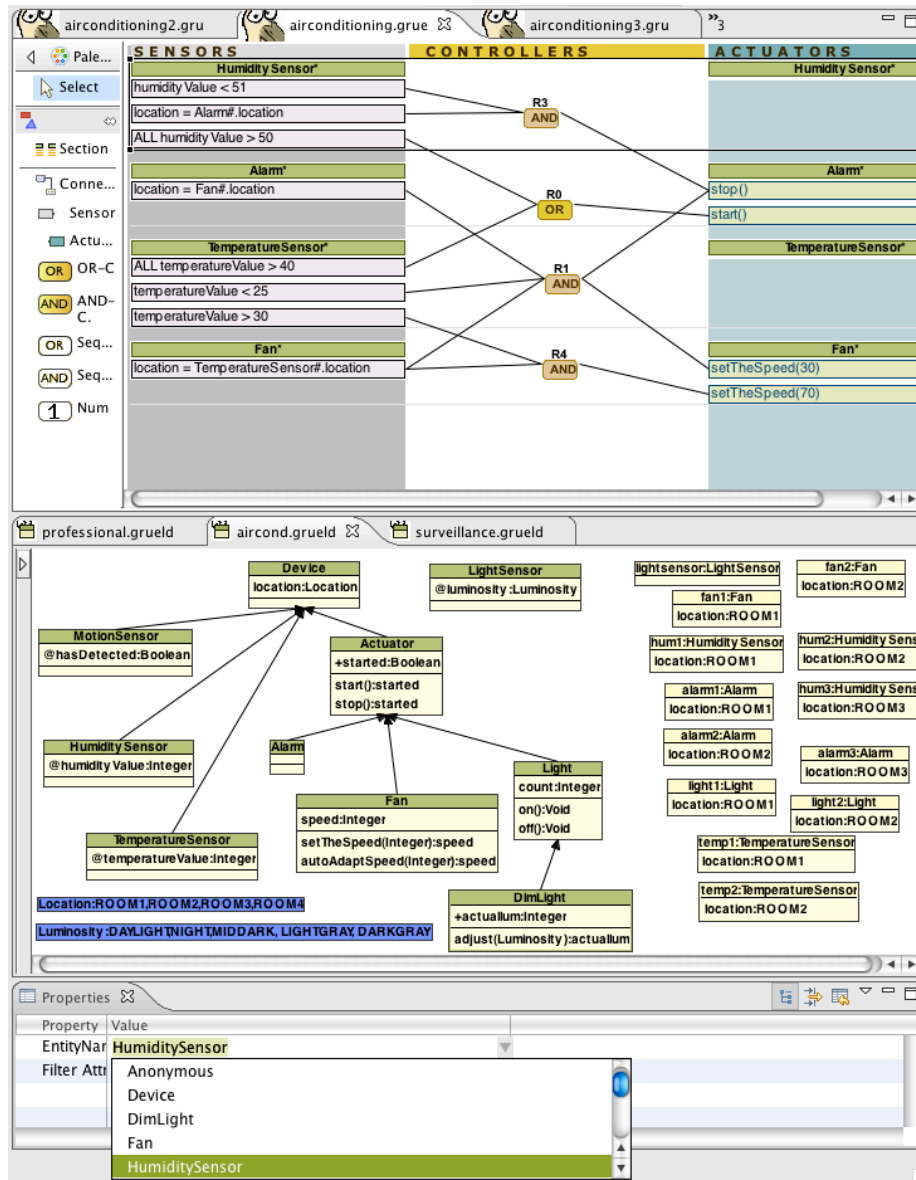 airconditioning2.gru airconditioning.grue airconditioning3.gru »3
Pale...
Select
Section
Conne...
Sensor
Actu...
OR OR-C
AND AND-C.
OR Seq...
AND Seq...
1 Num
SENSORS CONTROLLERS ACTUATORS
Humidity Sensor* Humidity Sensor*
humidity Value < 51
location = Alarm#.location
ALL humidity Value > 50
R3
AND
Alarm* Alarm*
location = Fan#.location stop()
R0
OR
start()
TemperatureSensor* TemperatureSensor*
ALL temperatureValue > 40
R1
AND
temperatureValue < 25
temperatureValue > 30
Fan* Fan*
location = TemperatureSensor#.location setTheSpeed(30)
R4
AND
setTheSpeed(70)
professional.grueld aircond.grueld surveillance.grueld
Device
location:Location
LightSensor
@luminosity :Luminosity
MotionSensor
@hasDetected:Boolean
Actuator
+started:Boolean
start():started
stop():started
Humidity Sensor
@humidity Value:Integer
Alarm
Fan
speed:Integer
setTheSpeed(Integer):speed
autoAdaptSpeed(Integer):speed
Light
count:Integer
on():Void
off():Void
TemperatureSensor
@temperatureValue:Integer
DimLight
+actuallum:Integer
adjust(Luminosity ):actuallum
Location:ROOM1,ROOM2,ROOM3,ROOM4
Luminosity :DAYLIGHT,NIGHT,MIDDARK, LIGHTGRAY, DARKGRAY
lightsensor:LightSensor
fan2:Fan
location:ROOM2
fan1:Fan
location:ROOM1
hum1:Humidity Sensor
location:ROOM1
hum2:Humidity Sens
location:ROOM2
alarm1:Alarm
location:ROOM1
hum3:Humidity Sens
location:ROOM3
alarm2:Alarm
location:ROOM2
alarm3:Alarm
location:ROOM3
light1:Light
location:ROOM1
light2:Light
location:ROOM2
temp1:TemperatureSensor
location:ROOM1
temp2:TemperatureSensor
location:ROOM2
Properties
Property Value
EntityNar HumiditySensor
Filter Attr
Anonymous
Device
DimLight
Fan
HumiditySensor